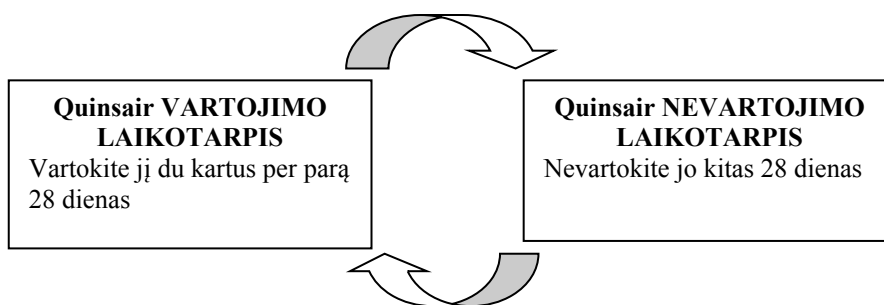 Quinsair VARTOJIMO
LAIKOTARPIS
Vartokite jį du kartus per parą
28 dienas
Quinsair NEVARTOJIMO
LAIKOTARPIS
Nevartokite jo kitas 28 dienas